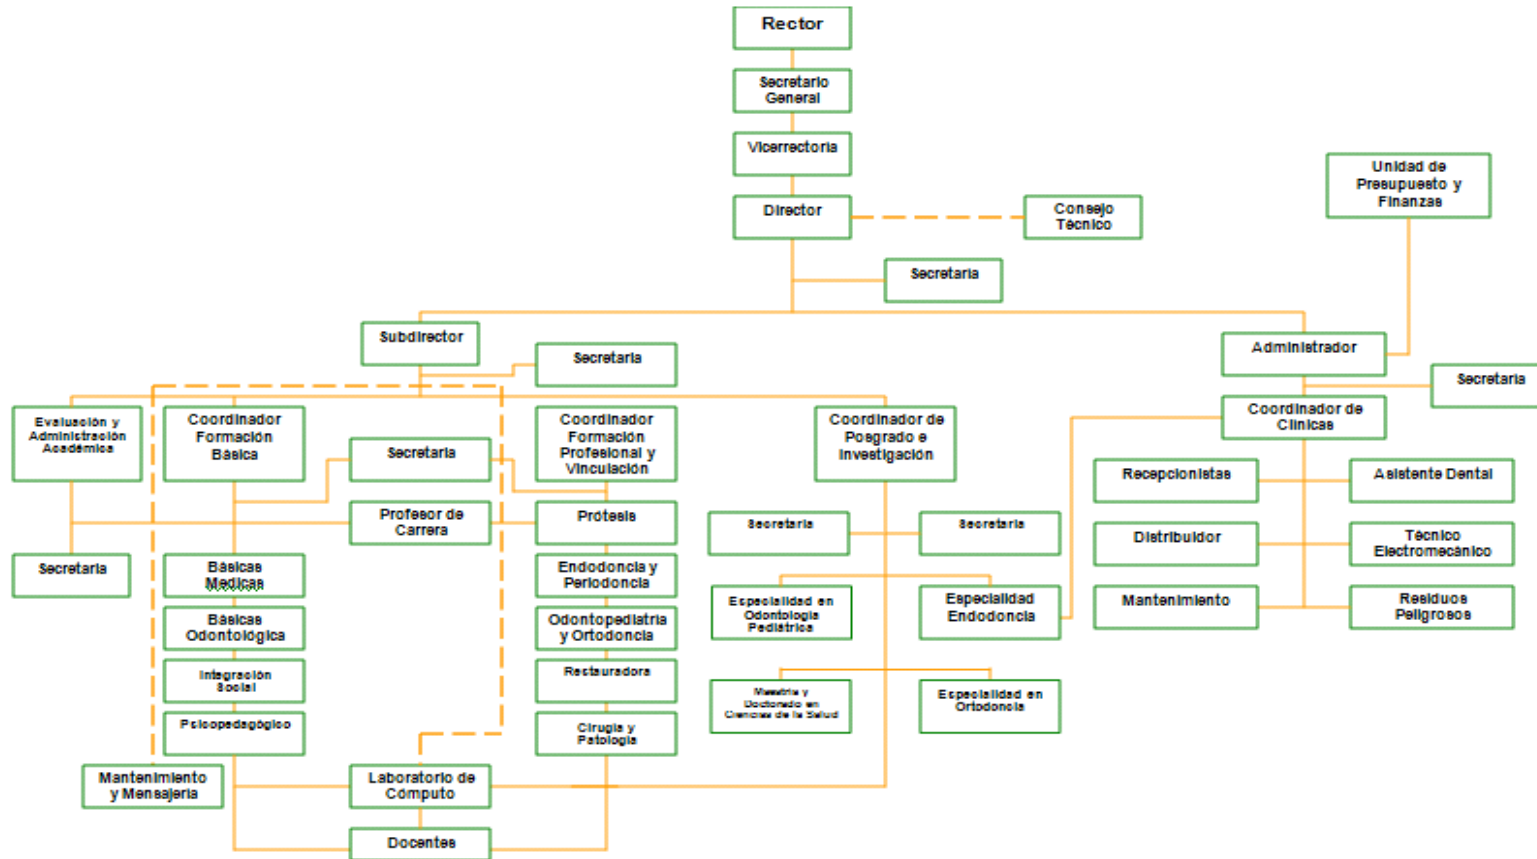 Rector
Secretario
General
Vicerrectoría
Director
Consejo
Técnico
Unidad de
Presupuesto y
Finanzas
Secretaria
Subdirector
Secretaria
Administrador
Secretaria
Evaluación y
Administración
Académica
Coordinador
Formación
Básica
Secretaria
Coordinador
Formación
Profesional y
Vinculación
Coordinador de
Posgrado e
Investigación
Coordinador de
Clínicas
Recepcionistas
Asistente Dental
Profesor de
Carrera
Prótesis
Secretaria
Secretaria
Distribuidor
Técnico
Electromecánico
Secretaria
Básicas
Medicas
Endodoncia y
Periodoncia
Especialidad en
Odontología
Pediátrica
Especialidad
Endodoncia
Mantenimiento
Residuos
Peligrosos
Básicas
Odontológica
Odontopediatría
y Ortodoncia
Integración
Social
Restauradora
Maestría y
Doctorado en
Ciencias de la Salud
Especialidad en
Ortodoncia
Psicopedagógico
Cirugía y
Patología
Mantenimiento
y Mensajería
Laboratorio de
Cómputo
Docentes